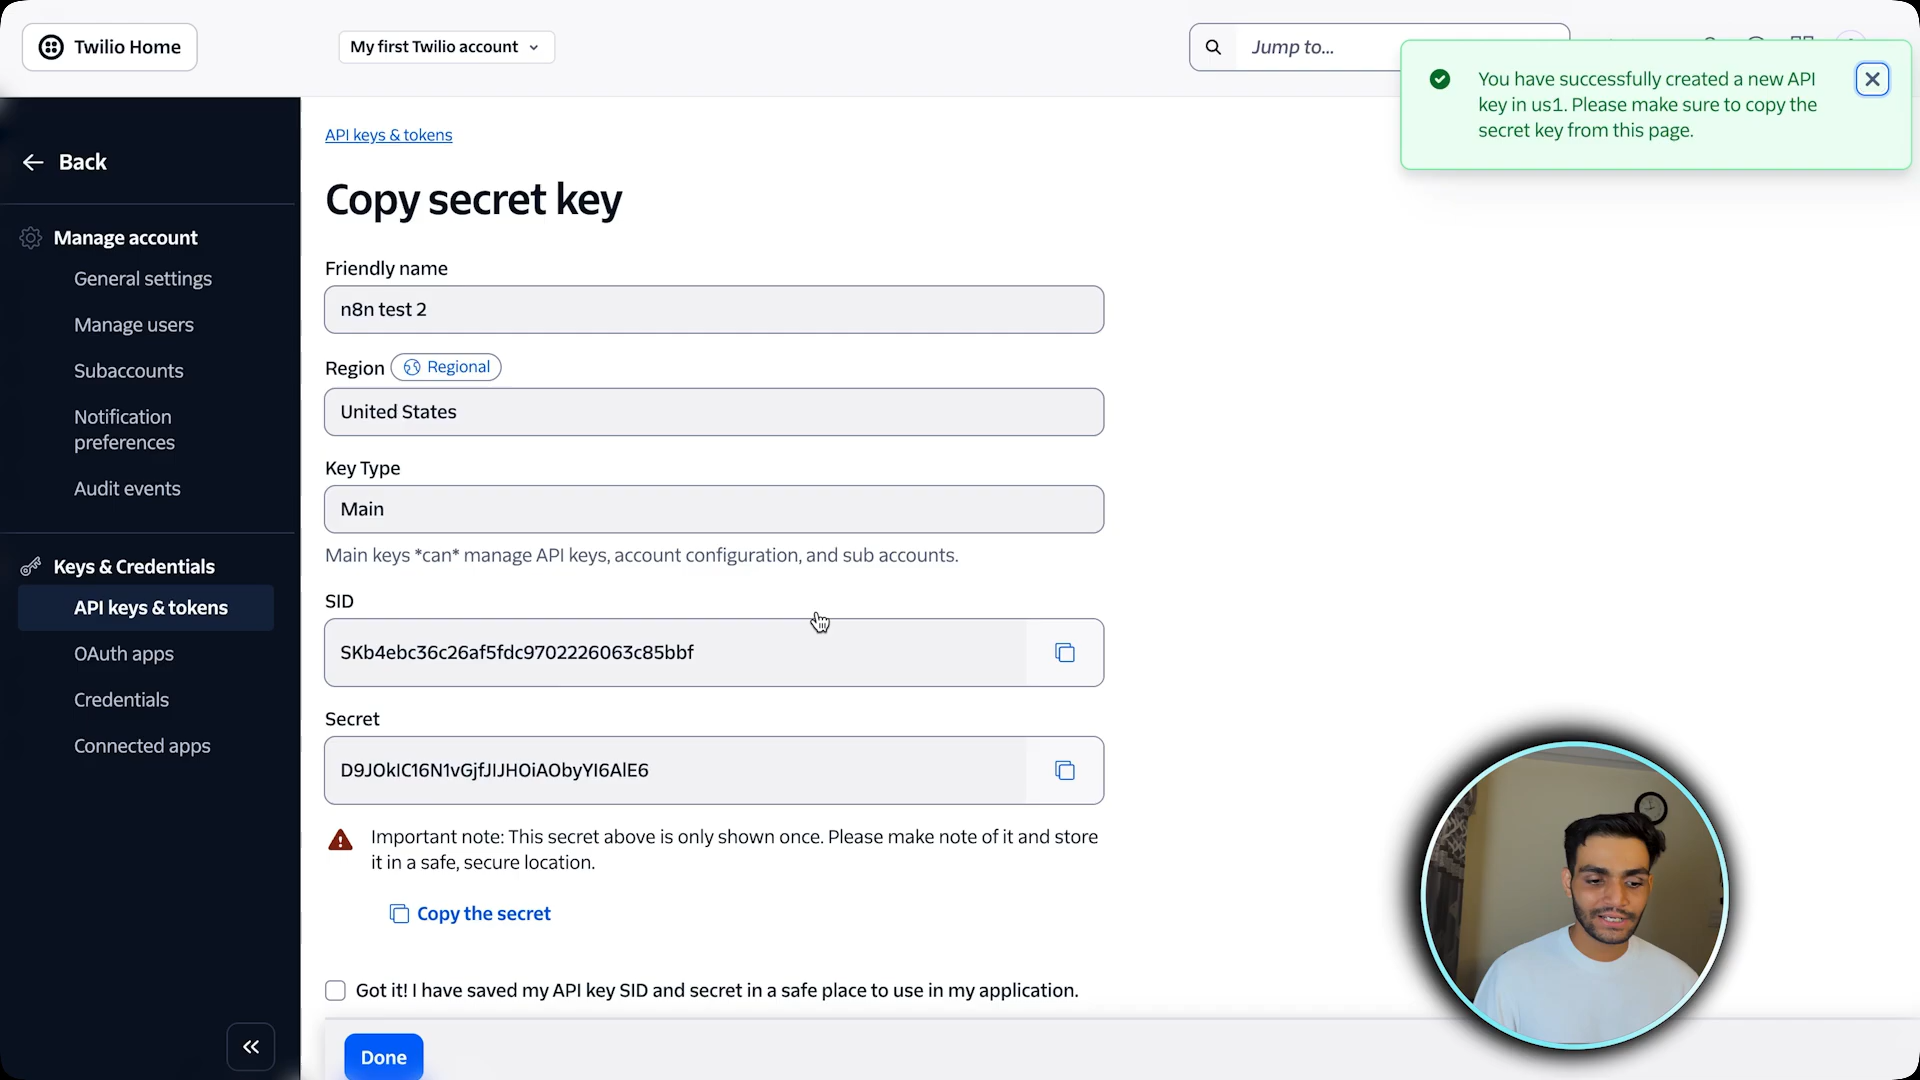 Twilio Home
My first Twilio account
Jump to...
You have successfully created a new API
key in us1. Please make sure to copy the
secret key from this page.
Back
Manage account
General settings
Manage users
Subaccounts
Notification
preferences
Audit events
Keys & Credentials
API keys & tokens
OAuth apps
Credentials
Connected apps
API keys & tokens
Copy secret key
Friendly name
n8n test 2
Region Regional
United States
Key Type
Main
Main keys *can* manage API keys, account configuration, and sub accounts.
SID
SKb4ebc36c26af5fdc9702226063c85bbf
Secret
Important note: This secret above is only shown once. Please make note of it and store
it in a safe, secure location.
Copy the secret
Got it! I have saved my API key SID and secret in a safe place to use in my application.
Done